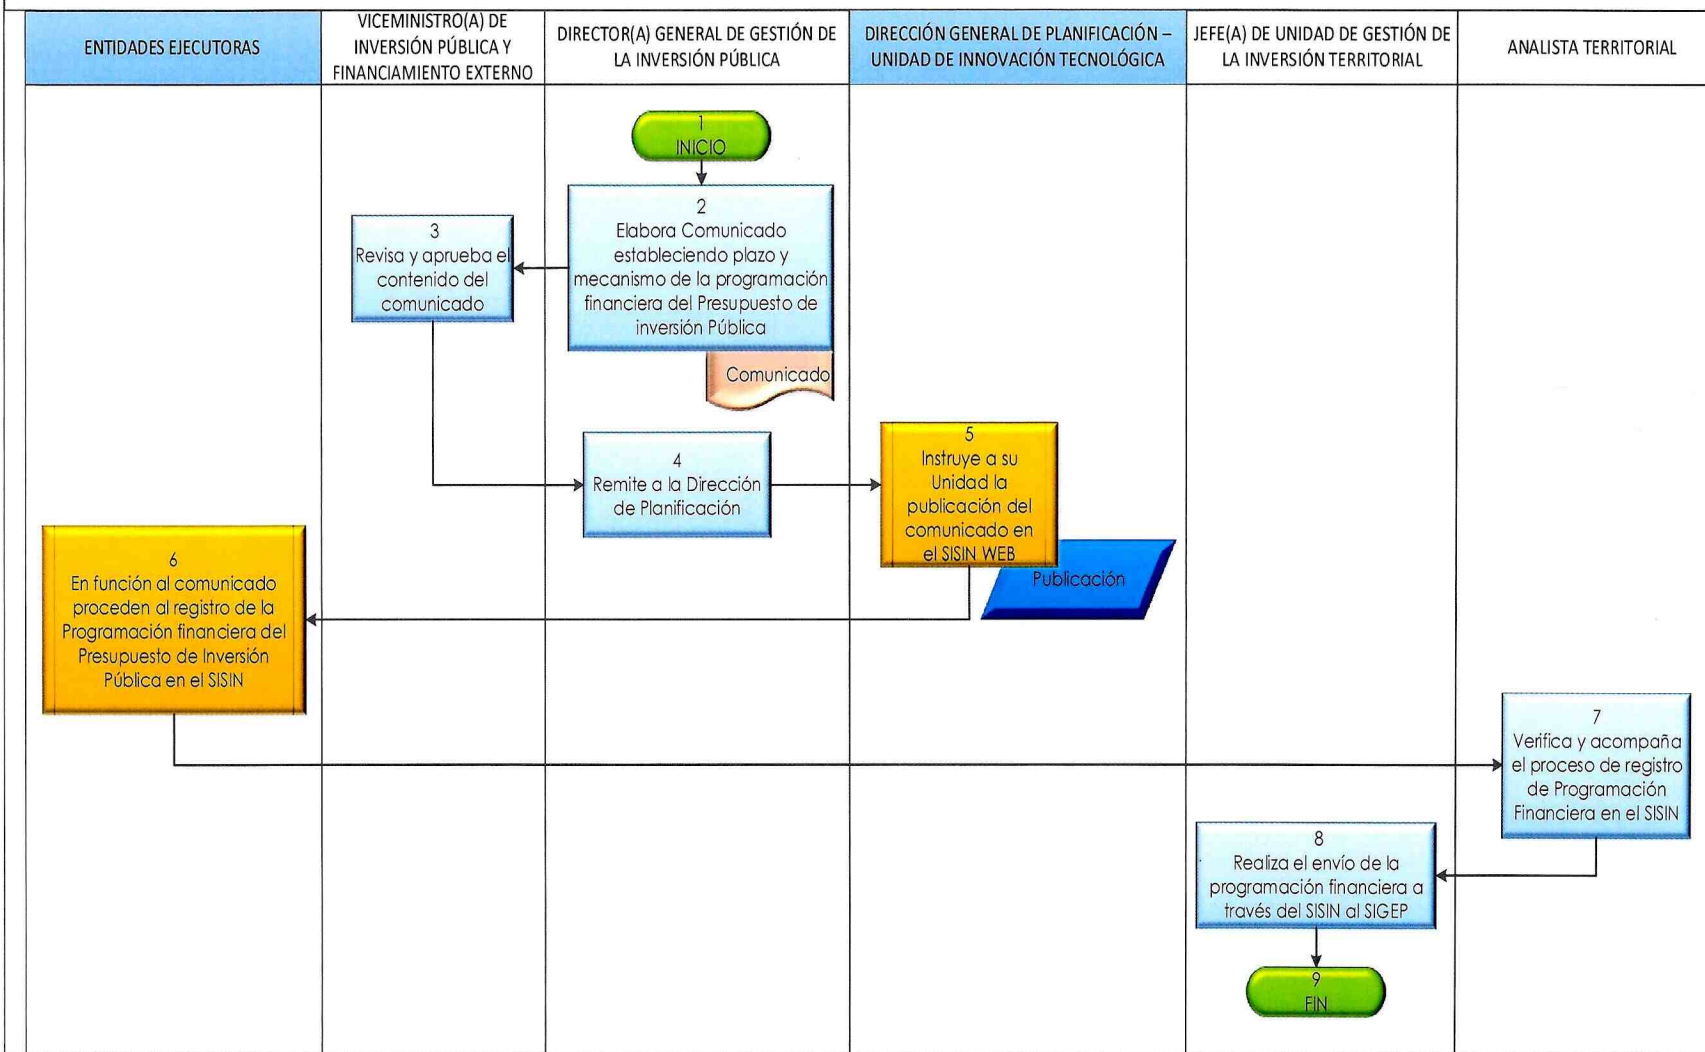 ENTIDADES EJECUTORAS
VICEMINISTRO(A) DE
INVERSIÓN PÚBLICA Y
FINANCIAMIENTO EXTERNO
DIRECTOR(A) GENERAL DE GESTIÓN DE
LA INVERSIÓN PÚBLICA
DIRECCIÓN GENERAL DE PLANIFICACIÓN –
UNIDAD DE INNOVACIÓN TECNOLÓGICA
JEFE(A) DE UNIDAD DE GESTIÓN DE
LA INVERSIÓN TERRITORIAL
ANALISTA TERRITORIAL
1
INICIO
2
Elabora Comunicado
estableciendo plazo y
mecanismo de la programación
financiera del Presupuesto de
inversión Pública
Comunicado
3
Revisa y aprueba el
contenido del
comunicado
4
Remite a la Dirección
de Planificación
5
Instruye a su
Unidad la
publicación del
comunicado en
el SISIN WEB
Publicación
6
En función al comunicado
proceden al registro de la
Programación financiera del
Presupuesto de Inversión
Pública en el SISIN
7
Verifica y acompaña
el proceso de registro
de Programación
Financiera en el SISIN
8
Realiza el envío de la
programación financiera a
través del SISIN al SIGEP
9
FIN